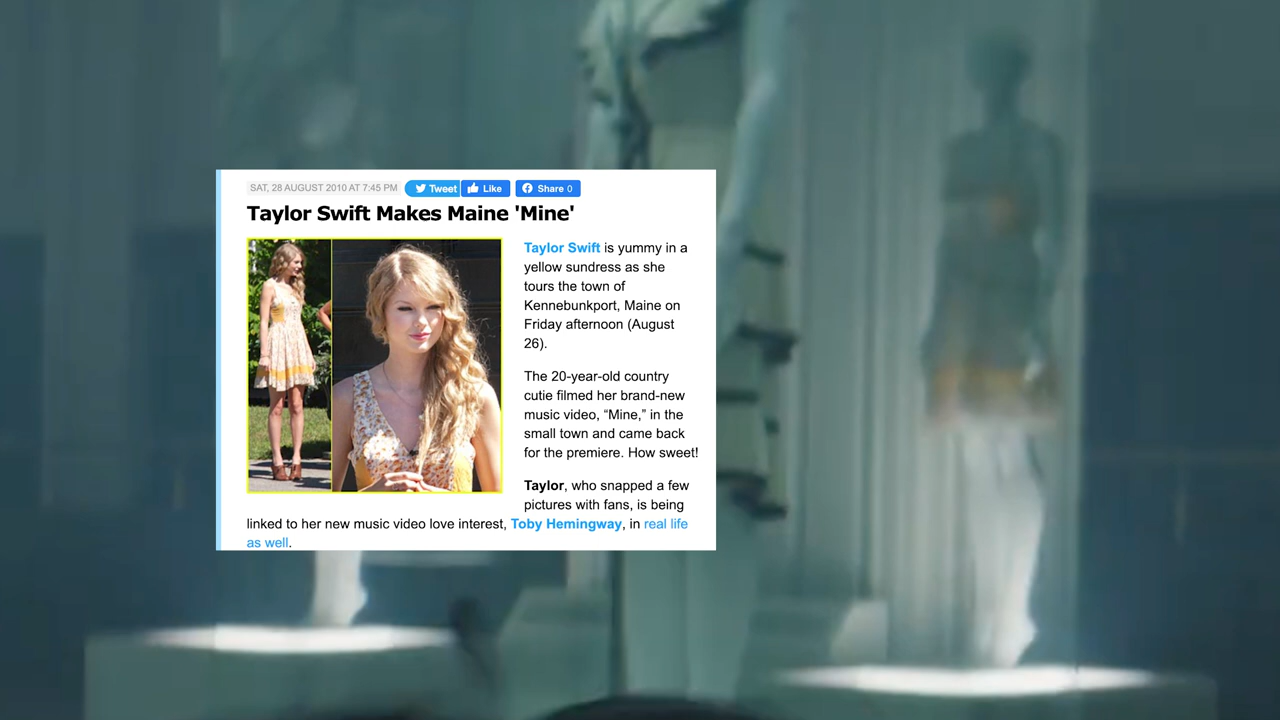 SAT, 28 AUGUST 2010 AT 7:45 PM Tweet Like Share 0
Taylor Swift Makes Maine 'Mine'
Taylor Swift is yummy in a
yellow sundress as she
tours the town of
Kennebunkport, Maine on
Friday afternoon (August
26).
The 20-year-old country
cutie filmed her brand-new
music video, “Mine,” in the
small town and came back
for the premiere. How sweet!
Taylor, who snapped a few
pictures with fans, is being
linked to her new music video love interest, Toby Hemingway, in real life
as well.